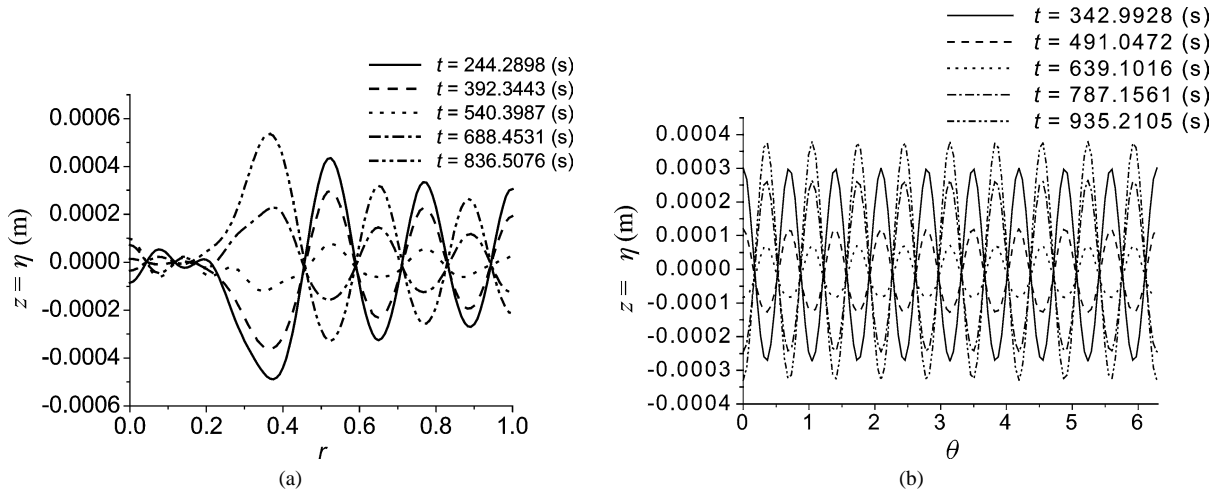 t = 244.2898 (s)
t = 392.3443 (s)
t = 540.3987 (s)
t = 688.4531 (s)
t = 836.5076 (s)
0.0006
0.0004
0.0002
0.0000
-0.0002
-0.0004
-0.0006
z = η (m)
0.0 0.2 0.4 0.6 0.8 1.0
r
(a)
t = 342.9928 (s)
t = 491.0472 (s)
t = 639.1016 (s)
t = 787.1561 (s)
t = 935.2105 (s)
0.0004
0.0003
0.0002
0.0001
0.0000
-0.0001
-0.0002
-0.0003
-0.0004
z = η (m)
0 1 2 3 4 5 6
θ
(b)